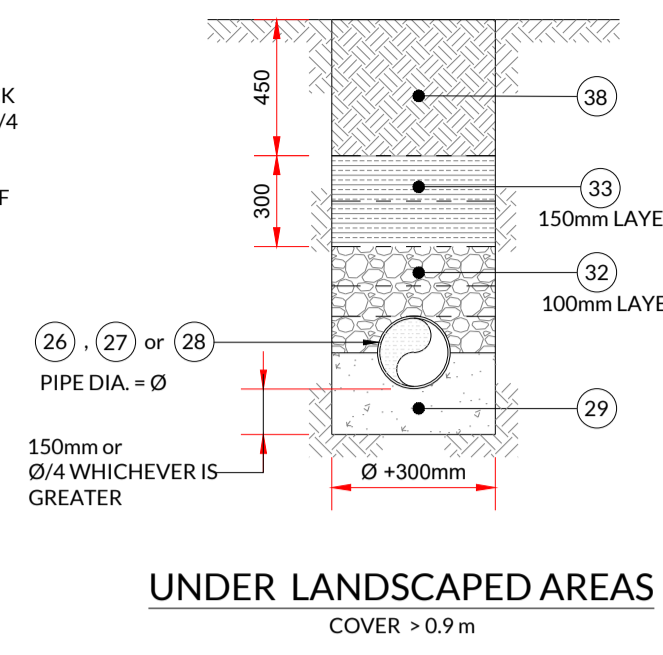 K
/4
F
450
38
300
33
150mm LAYE
32
100mm LAYE
26 , 27 or 28
PIPE DIA. = Ø
29
150mm or
Ø/4 WHICHEVER IS
GREATER
Ø +300mm
UNDER LANDSCAPED AREAS
COVER > 0.9 m